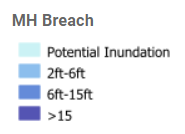 MH Breach
Potential Inundation
2ft-6ft
6ft-15ft
>15